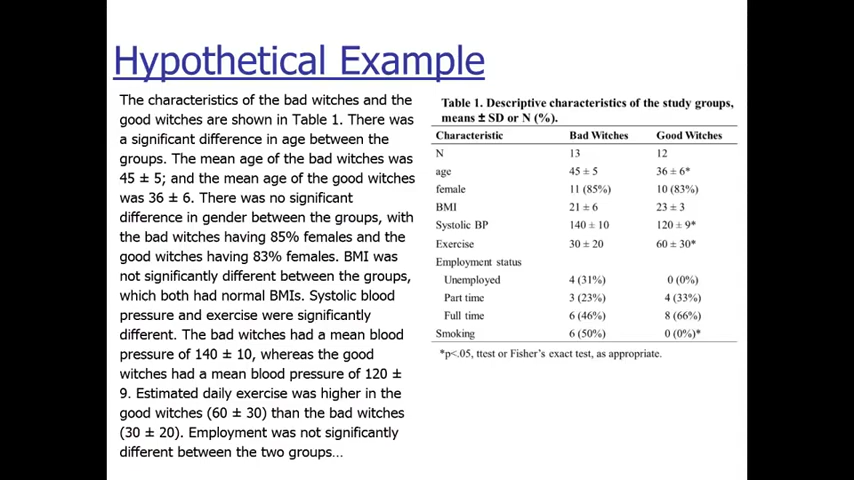 Hypothetical Example
The characteristics of the bad witches and the
good witches are shown in Table 1. There was
a significant difference in age between the
groups. The mean age of the bad witches was
45 ± 5; and the mean age of the good witches
was 36 ± 6. There was no significant
difference in gender between the groups, with
the bad witches having 85% females and the
good witches having 83% females. BMI was
not significantly different between the groups,
which both had normal BMIs. Systolic blood
pressure and exercise were significantly
different. The bad witches had a mean blood
pressure of 140 ± 10, whereas the good
witches had a mean blood pressure of 120 ±
9. Estimated daily exercise was higher in the
good witches (60 ± 30) than the bad witches
(30 ± 20). Employment was not significantly
different between the two groups…
Table 1. Descriptive characteristics of the study groups,
means ± SD or N (%).
Characteristic Bad Witches Good Witches
N 13 12
age 45 ± 5 36 ± 6*
female 11 (85%) 10 (83%)
BMI 21 ± 6 23 ± 3
Systolic BP 140 ± 10 120 ± 9*
Exercise 30 ± 20 60 ± 30*
Employment status
Unemployed 4 (31%) 0 (0%)
Part time 3 (23%) 4 (33%)
Full time 6 (46%) 8 (66%)
Smoking 6 (50%) 0 (0%)*
*p<.05, ttest or Fisher's exact test, as appropriate.